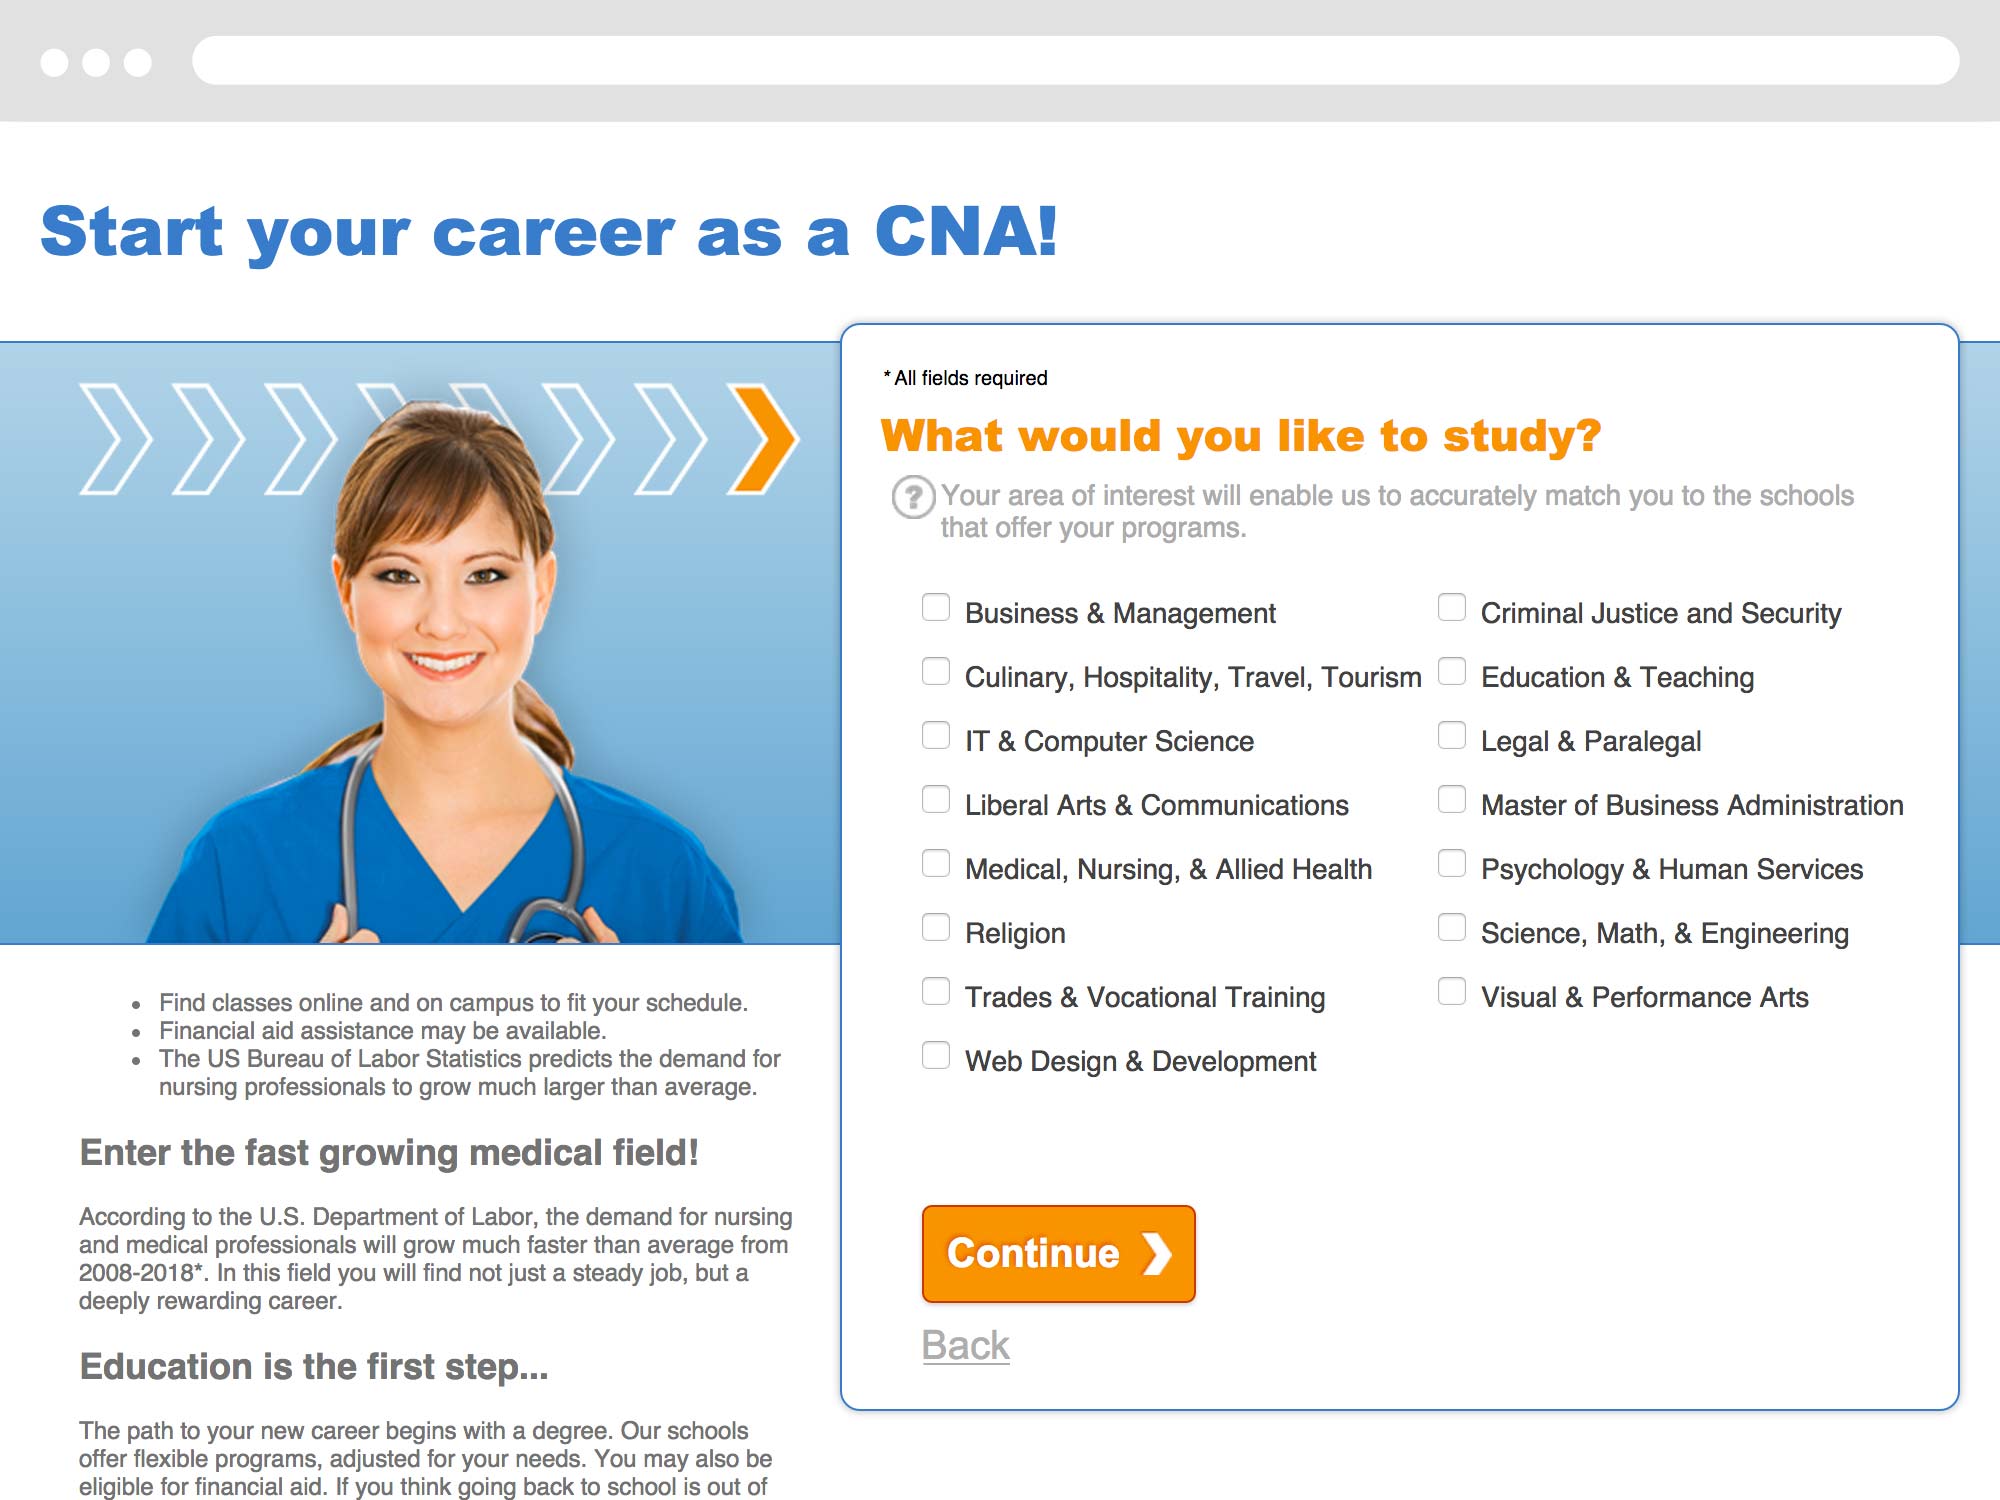 Start your career as a CNA!
* All fields required
What would you like to study?
? Your area of interest will enable us to accurately match you to the schools
that offer your programs.
Business & Management
Criminal Justice and Security
Culinary, Hospitality, Travel, Tourism
Education & Teaching
IT & Computer Science
Legal & Paralegal
Liberal Arts & Communications
Master of Business Administration
Medical, Nursing, & Allied Health
Psychology & Human Services
Religion
Science, Math, & Engineering
Trades & Vocational Training
Visual & Performance Arts
Web Design & Development
Continue
Back
• Find classes online and on campus to fit your schedule.
• Financial aid assistance may be available.
• The US Bureau of Labor Statistics predicts the demand for
nursing professionals to grow much larger than average.
Enter the fast growing medical field!
According to the U.S. Department of Labor, the demand for nursing
and medical professionals will grow much faster than average from
2008-2018*. In this field you will find not just a steady job, but a
deeply rewarding career.
Education is the first step...
The path to your new career begins with a degree. Our schools
offer flexible programs, adjusted for your needs. You may also be
eligible for financial aid. If you think going back to school is out of